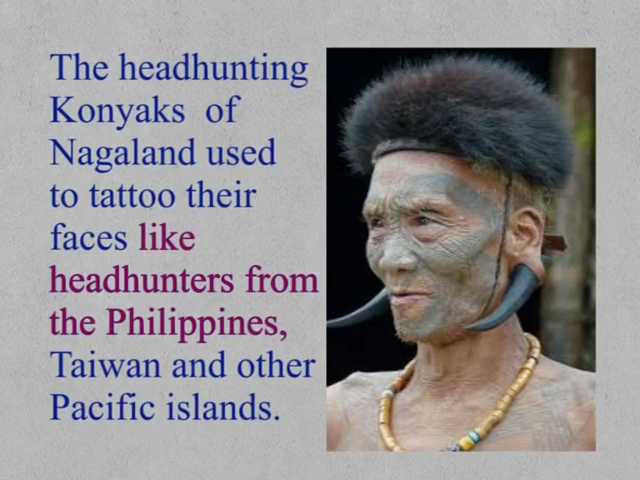 The headhunting
Konyaks of
Nagaland used
to tattoo their
faces like
headhunters from
the Philippines,
Taiwan and other
Pacific islands.